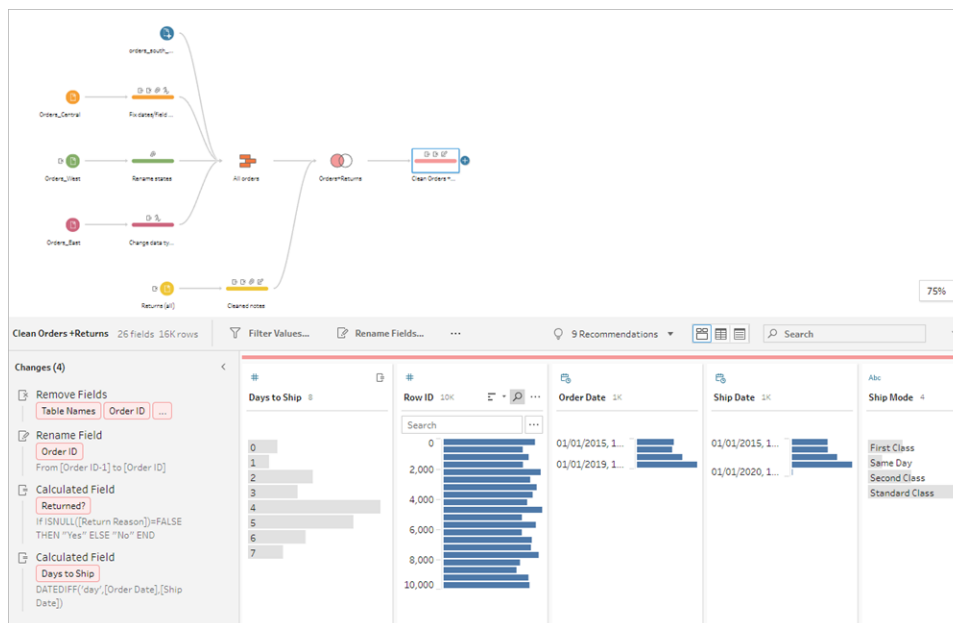 orders_south_...
Orders_Central
Fix dates/field ...
Orders_West
Rename states
All orders
Orders+Returns
Clean Orders +...
Orders_East
Change data ty...
Returns (all)
Cleaned notes
75%
Clean Orders +Returns 26 fields 16K rows
Filter Values...
Rename Fields...
...
9 Recommendations
Search
Changes (4)
Remove Fields
Table Names
Order ID
...
Rename Field
Order ID
From [Order ID-1] to [Order ID]
Calculated Field
Returned?
If ISNULL([Return Reason])=FALSE
THEN "Yes" ELSE "No" END
Calculated Field
Days to Ship
DATEDIFF('day',[Order Date],[Ship
Date])
#
Days to Ship 8
0
1
2
3
4
5
6
7
#
Row ID 10K
...
Search
...
0
2,000
4,000
6,000
8,000
10,000
Order Date 1K
01/01/2015, 1...
01/01/2019, 1...
Ship Date 1K
01/01/2015, 1...
01/01/2020, 1...
Abc
Ship Mode 4
First Class
Same Day
Second Class
Standard Class